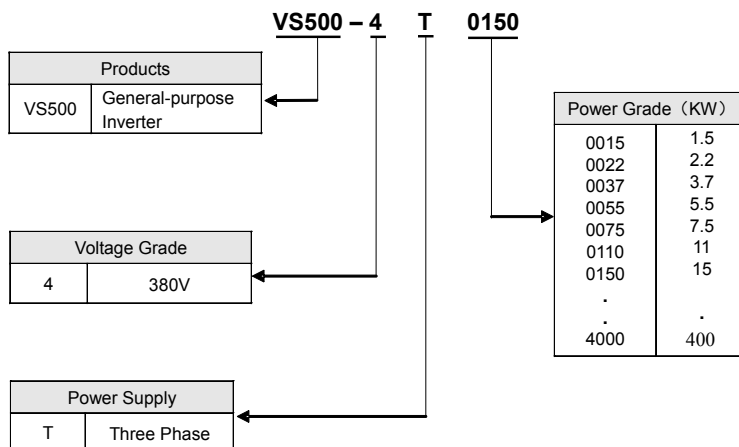 VS500 – 4 T 0150
Products
VS500 General-purpose Inverter
Voltage Grade
4 380V
Power Supply
T Three Phase
Power Grade（KW）
0015 1.5
0022 2.2
0037 3.7
0055 5.5
0075 7.5
0110 11
0150 15
.
. .
4000 400